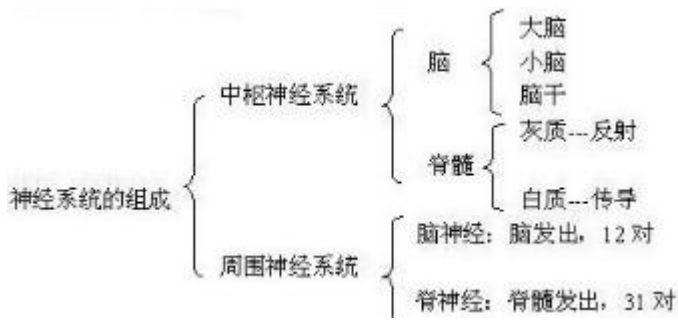 大脑
脑
小脑
中枢神经系统
脑干
灰质---反射
脊髓
神经系统的组成
白质---传导
脑神经：脑发出，12对
周围神经系统
脊神经：脊髓发出，31对